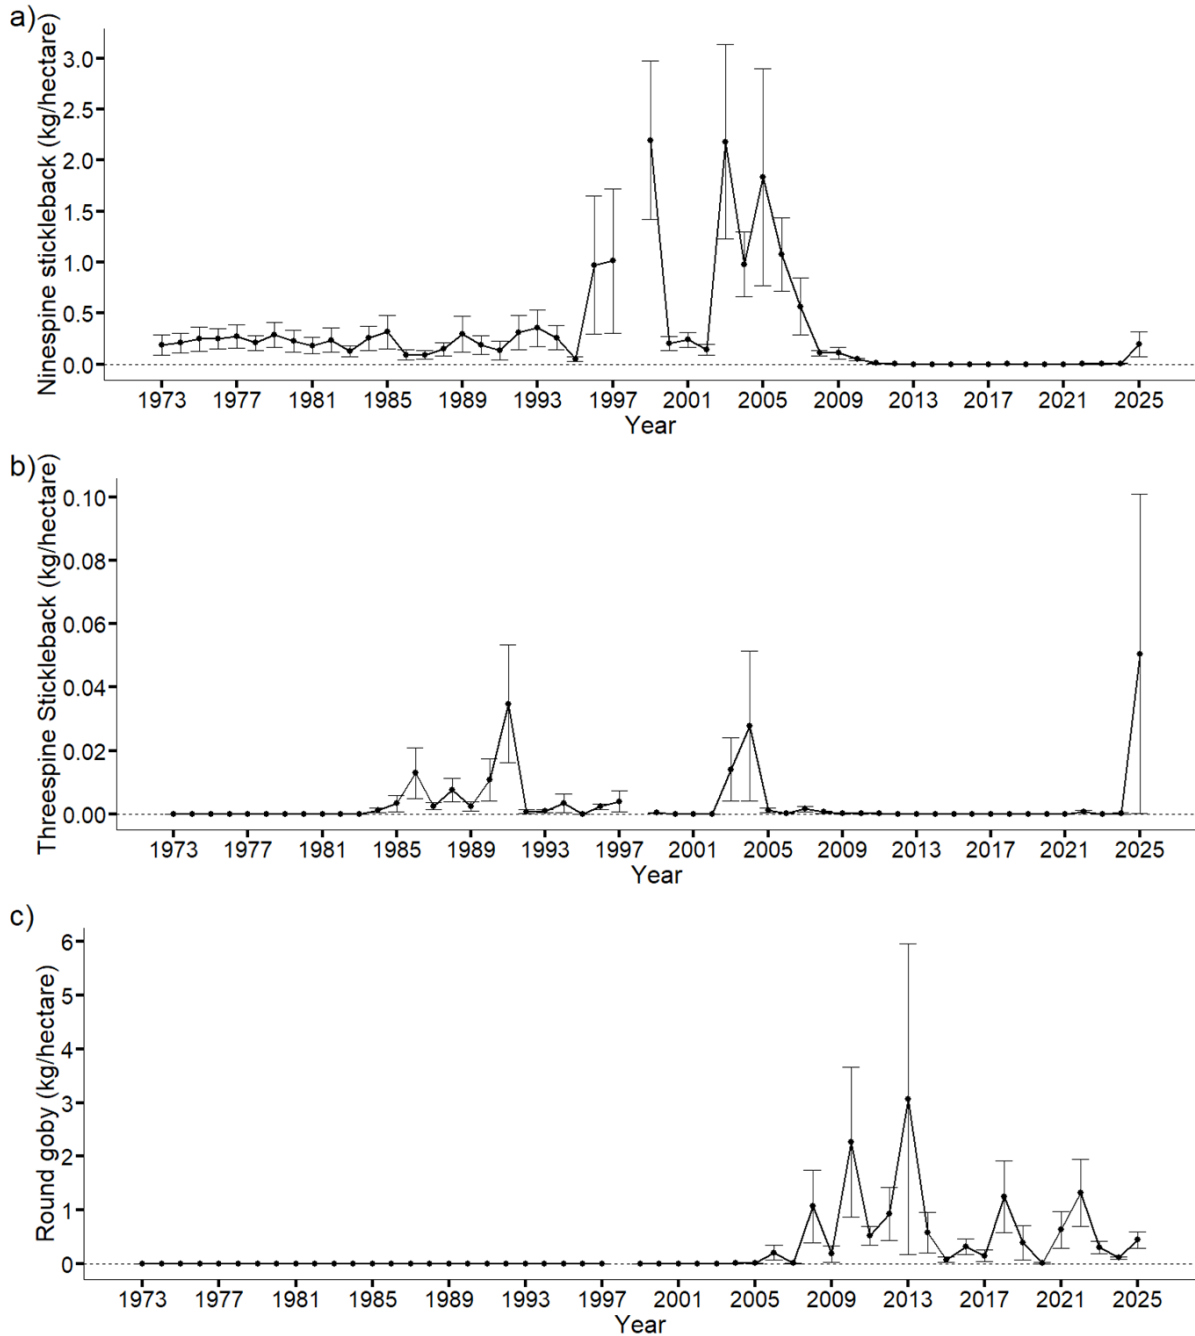 a)
Ninespine stickleback (kg/hectare)
3.0
2.5
2.0
1.5
1.0
0.5
0.0
1973 1977 1981 1985 1989 1993 1997 2001 2005 2009 2013 2017 2021 2025
Year
b)
Threespine Stickleback (kg/hectare)
0.10
0.08
0.06
0.04
0.02
0.00
1973 1977 1981 1985 1989 1993 1997 2001 2005 2009 2013 2017 2021 2025
Year
c)
Round goby (kg/hectare)
6
5
4
3
2
1
0
1973 1977 1981 1985 1989 1993 1997 2001 2005 2009 2013 2017 2021 2025
Year